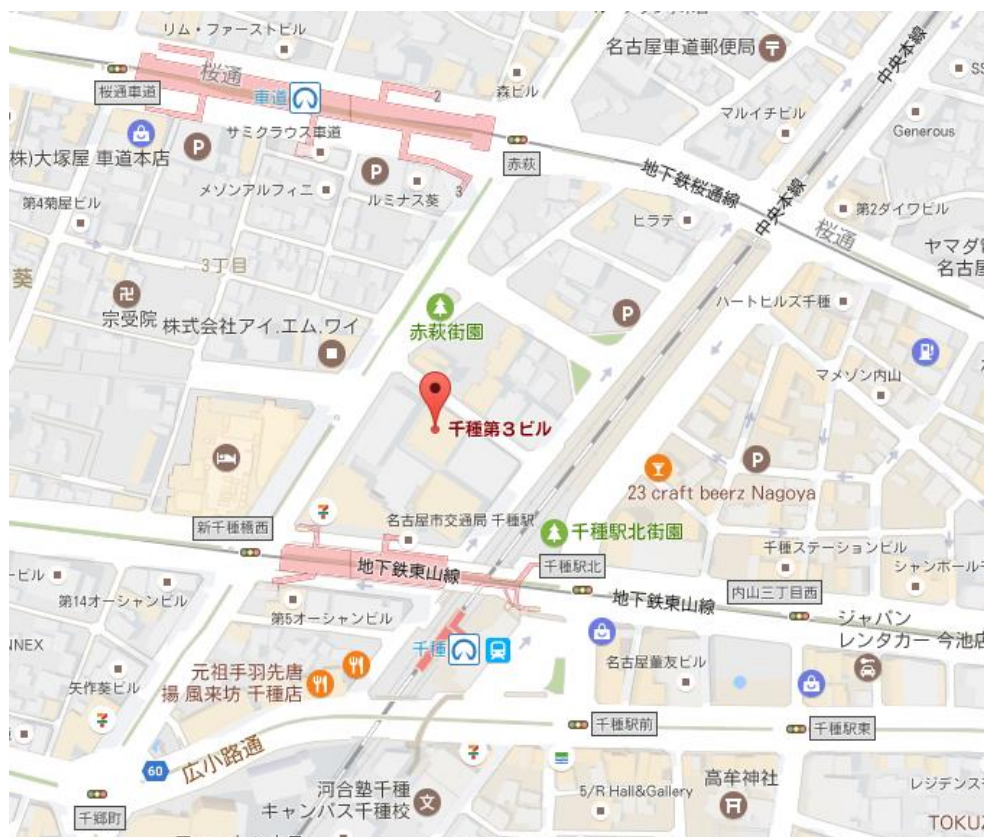 リム・ファーストビル
名古屋車道郵便局
中央本線
桜通
桜通車道
車道
2
森ビル
マルイチビル
Generous
サミクラウス車道
株)大塚屋 車道本店
P
P
赤萩
地下鉄桜通線
メゾンアルフィニ
ルミナス葵
3
第4菊屋ビル
ヒラテ
中央本線
第2ダイワビル
桜通
3丁目
葵
宗受院
株式会社アイ.エム.ワイ
赤萩街園
P
ハートヒルズ千種
マメゾン内山
千種第3ビル
P
23 craft beerz Nagoya
7
名古屋市交通局 千種駅
千種駅北街園
新千種橋西
千種駅北
千種ステーションビル
地下鉄東山線
内山三丁目西
地下鉄東山線
第14オーシャンビル
第5オーシャンビル
ジャパン
レンタカー 今池店
NNEX
千種
名古屋菫友ビル
矢作葵ビル
元祖手羽先唐
揚 風来坊 千種店
7
千種駅前
千種駅東
広小路通
60
7
河合塾千種
キャンパス千種校
文
5/R Hall&Gallery
高牟神社
千郷町
TOKUZ